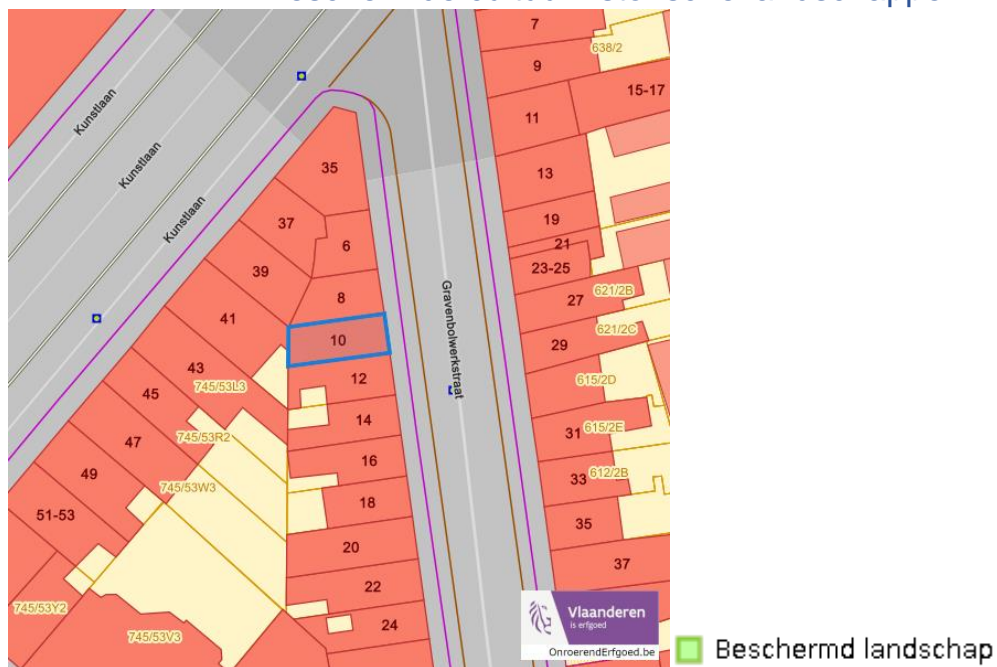 Kunstlaan
Kunstlaan
Kunstlaan
Gravenbolwerkstraat
7
638/2
9
15-17
11
13
19
21
23-25
27
621/2B
621/2C
29
615/2D
31
615/2E
33
612/2B
35
37
35
37
6
39
8
41
10
43
745/53L3
12
45
14
47
745/53R2
16
49
745/53W3
18
51-53
20
22
745/53Y2
745/53V3
24
Vlaanderen
is erfgoed
OnroerendErfgoed.be
Beschermd landschap